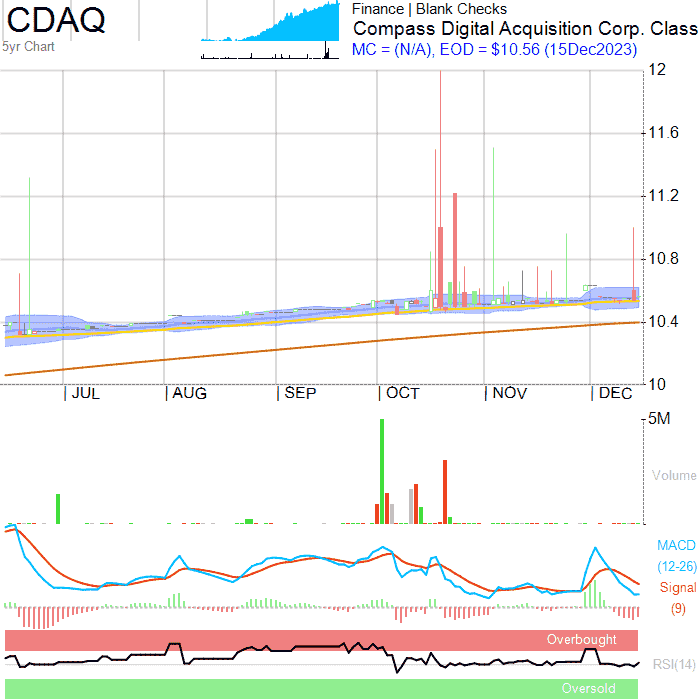 CDAQ
5yr Chart
Finance | Blank Checks
Compass Digital Acquisition Corp. Class
MC = (N/A), EOD = $10.56 (15Dec2023)
12
11.6
11.2
10.8
10.4
10
JUL AUG SEP OCT NOV DEC
5M
Volume
MACD
(12-26)
Signal
(9)
Overbought
RSI(14)
Oversold